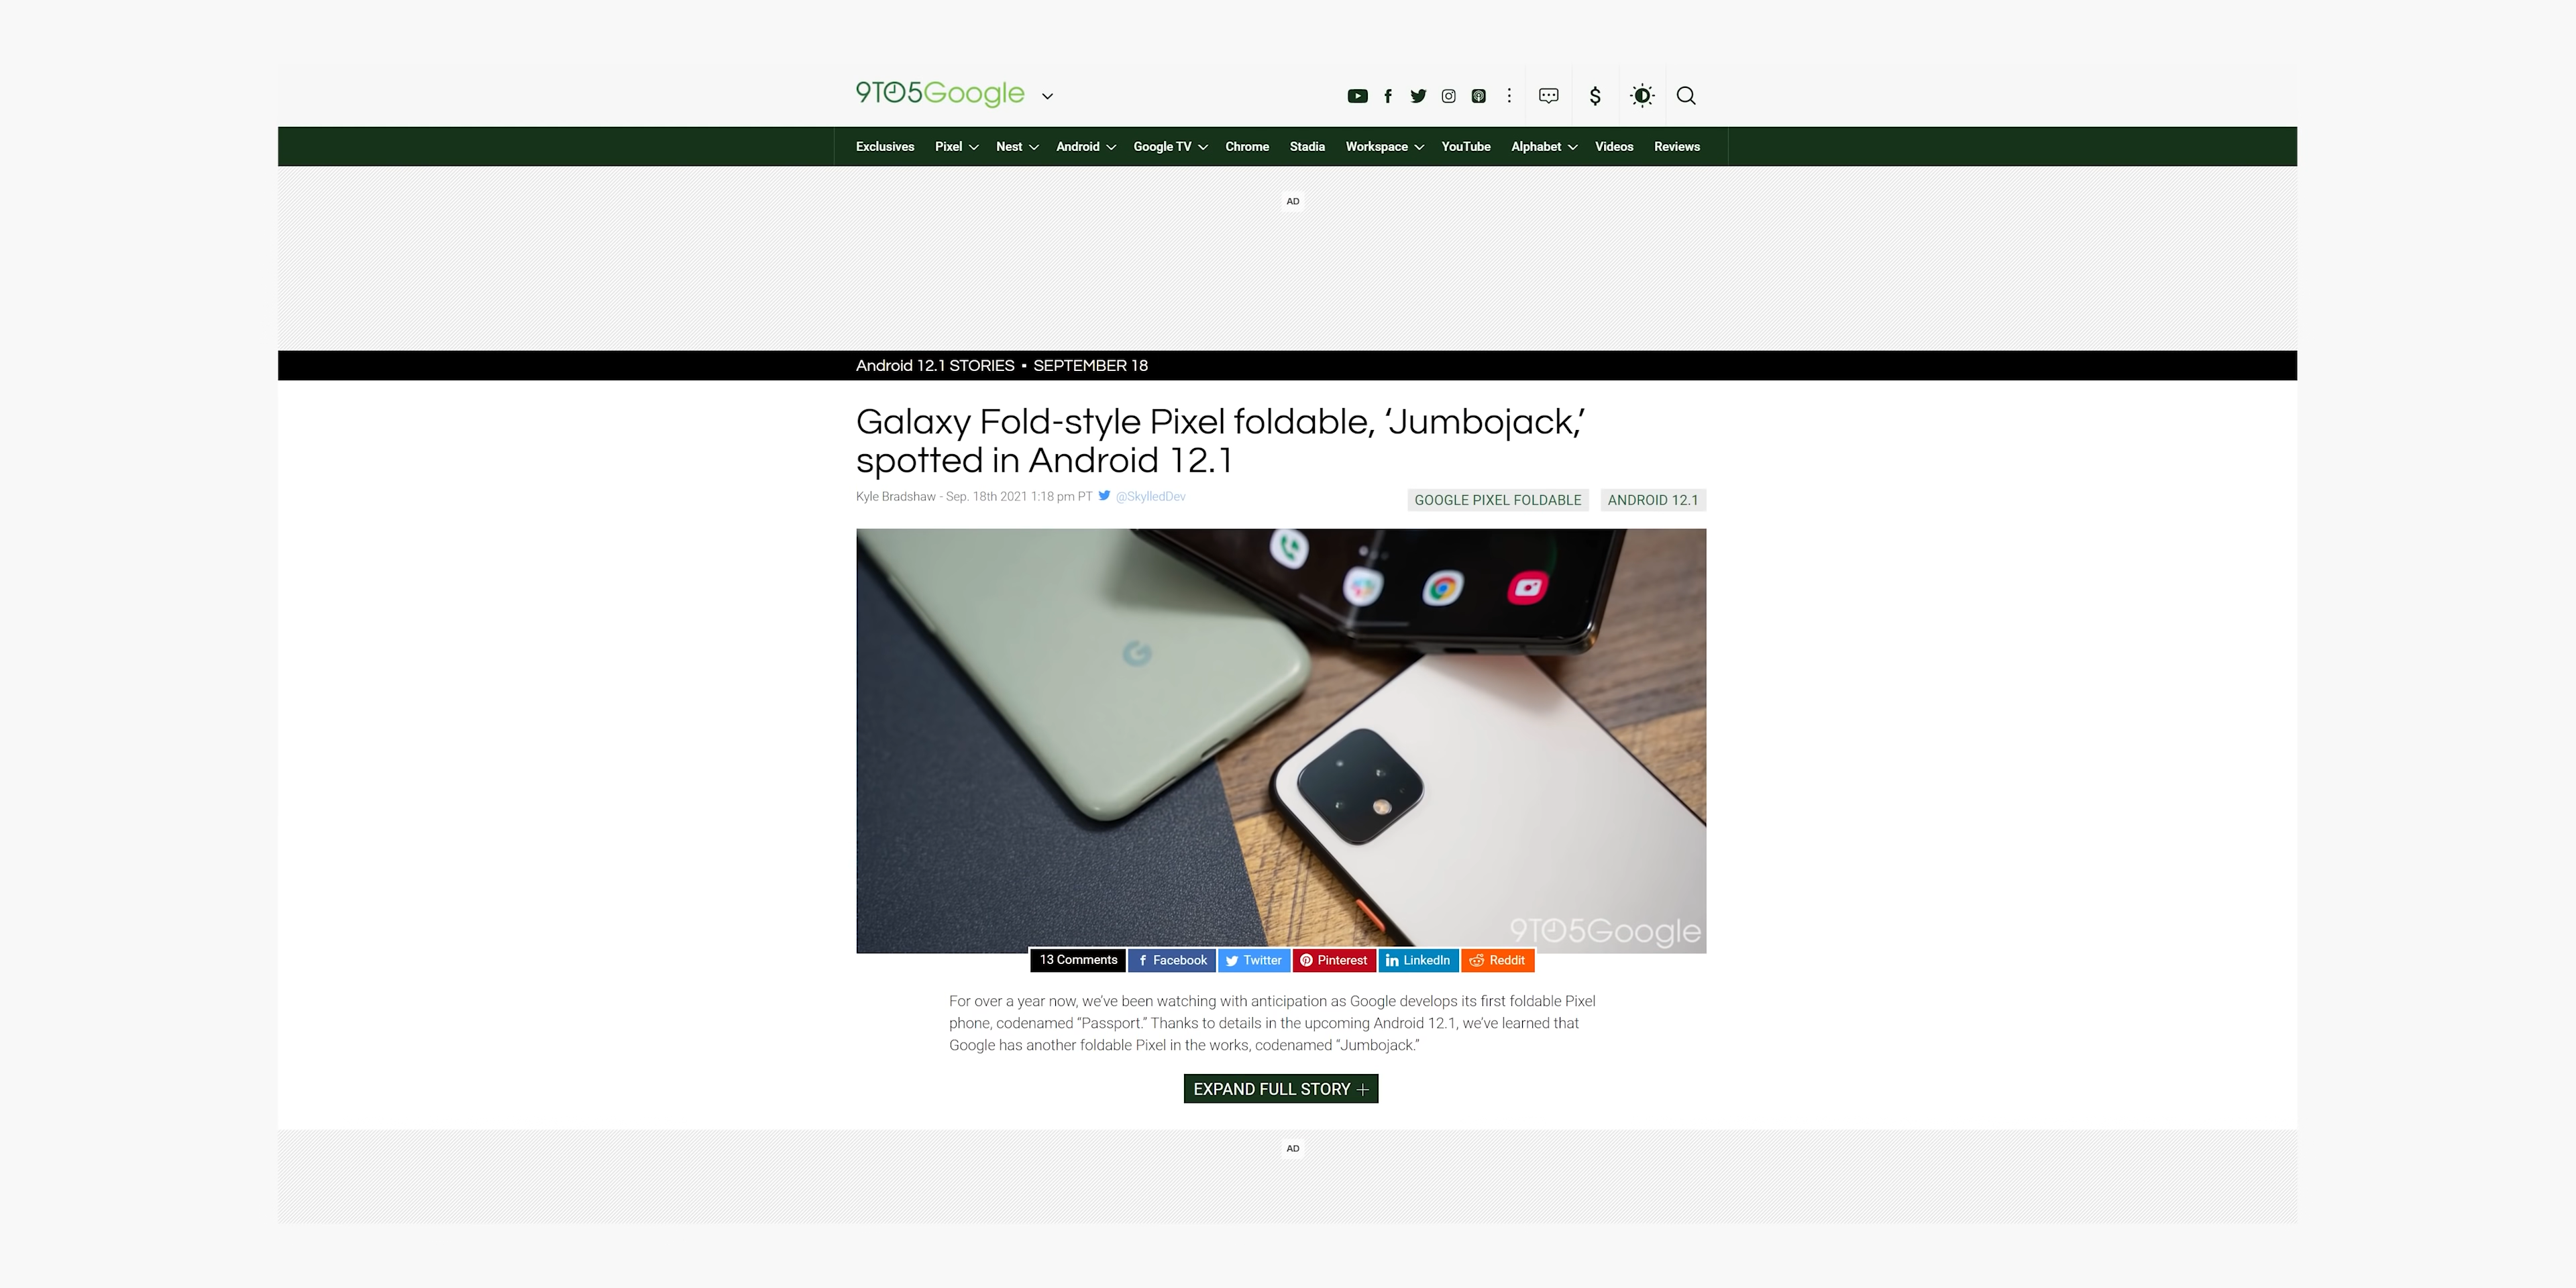 9TO5Google
Exclusives Pixel Nest Android Google TV Chrome Stadia Workspace YouTube Alphabet Videos Reviews
AD
Android 12.1 STORIES ▪ SEPTEMBER 18
Galaxy Fold-style Pixel foldable, ‘Jumbojack,’
spotted in Android 12.1
Kyle Bradshaw - Sep. 18th 2021 1:18 pm PT @SkylledDev
GOOGLE PIXEL FOLDABLE ANDROID 12.1
9TO5Google
13 Comments Facebook Twitter Pinterest LinkedIn Reddit
For over a year now, we’ve been watching with anticipation as Google develops its first foldable Pixel
phone, codenamed “Passport.” Thanks to details in the upcoming Android 12.1, we’ve learned that
Google has another foldable Pixel in the works, codenamed “Jumbojack.”
EXPAND FULL STORY +
AD